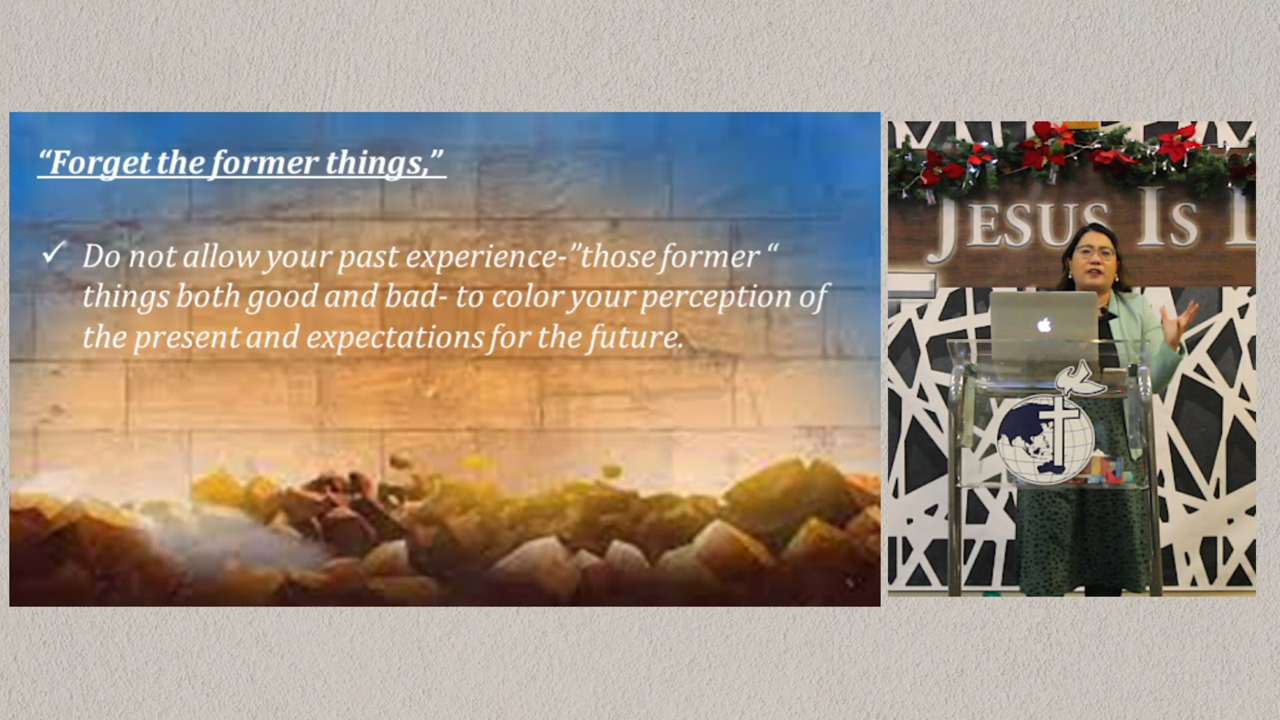 “Forget the former things,”
✓ Do not allow your past experience-”those former “
things both good and bad- to color your perception of
the present and expectations for the future.
JESUS IS L